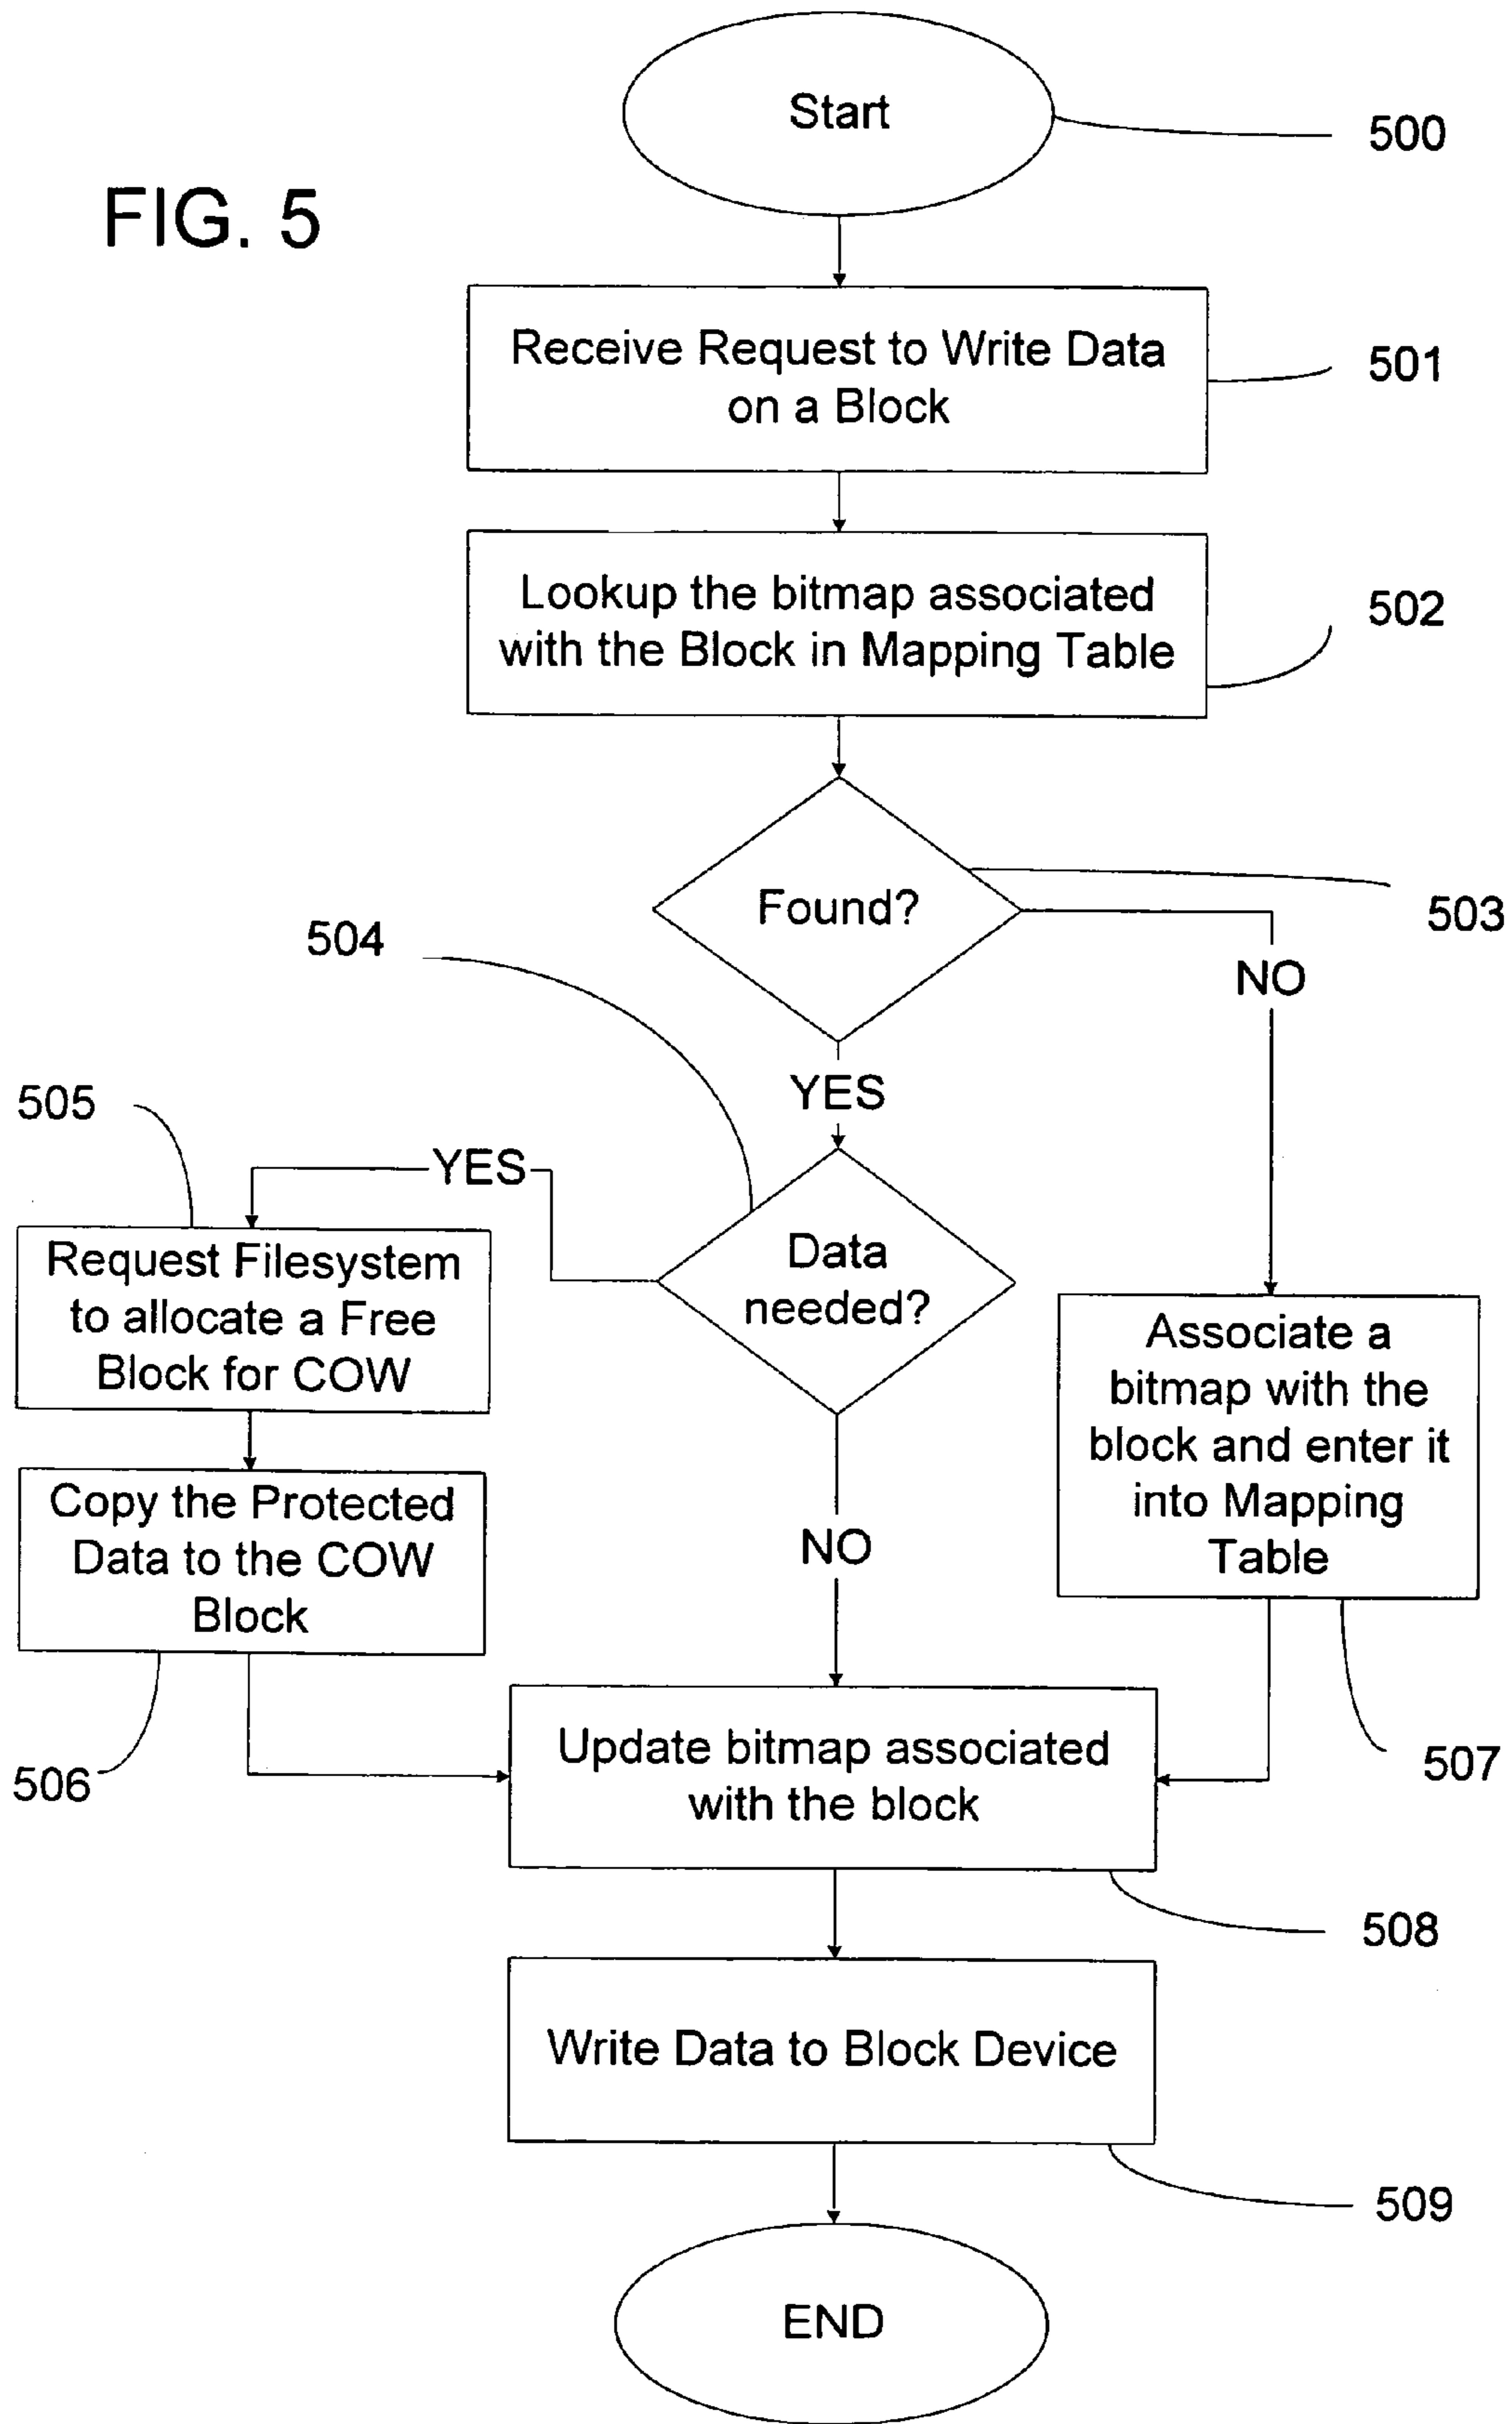 Start
500
FIG. 5
Receive Request to Write Data
on a Block
501
Lookup the bitmap associated
with the Block in Mapping Table
502
Found?
503
504
NO
YES
505
YES
Request Filesystem
to allocate a Free
Block for COW
Data
needed?
Associate a
bitmap with the
block and enter it
into Mapping
Table
Copy the Protected
Data to the COW
Block
NO
506
Update bitmap associated
with the block
507
508
Write Data to Block Device
509
END